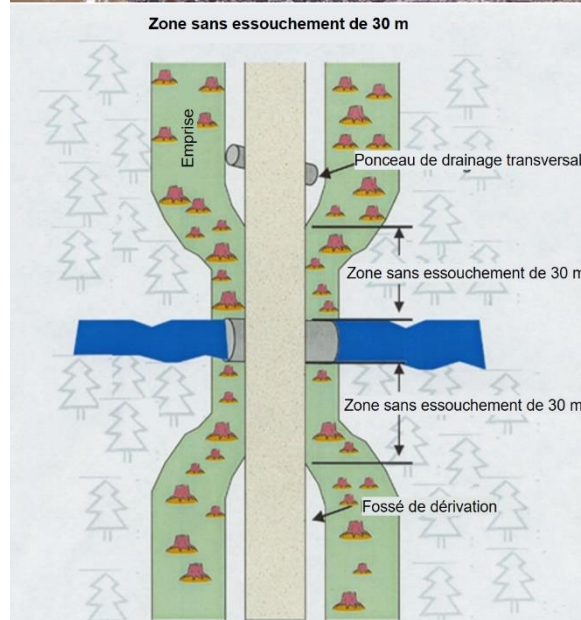 Zone sans essouchement de 30 m
Emprise
Ponceau de drainage transversal
Zone sans essouchement de 30 m
Zone sans essouchement de 30 m
Fossé de dérivation